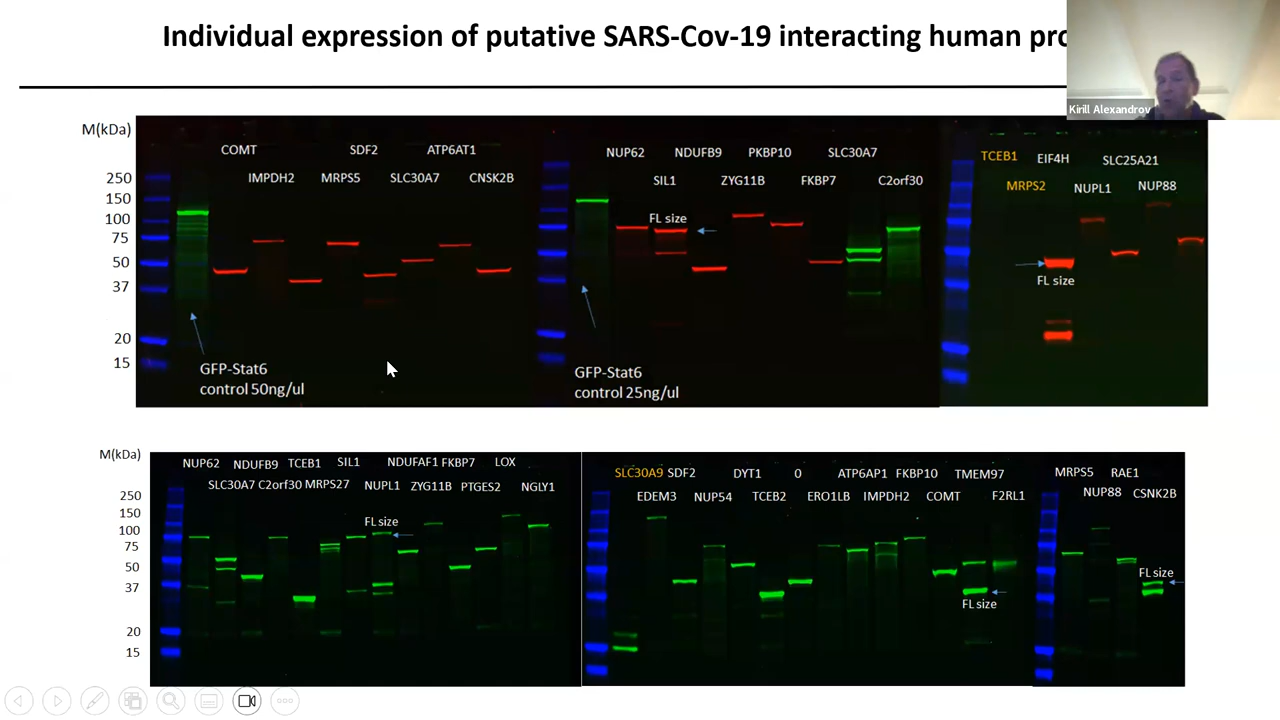 Individual expression of putative SARS-Cov-19 interacting human pro
Kirill Alexandrov
M(kDa)
COMT SDF2 ATP6AT1
IMPDH2 MRPS5 SLC30A7 CNSK2B
NUP62 NDUFB9 PKBP10 SLC30A7
SIL1 ZYG11B FKBP7 C2orf30
TCEB1 EIF4H SLC25A21
MRPS2 NUPL1 NUP88
250
150
100
75
50
37
20
15
FL size
FL size
GFP-Stat6
control 50ng/ul
GFP-Stat6
control 25ng/ul
M(kDa)
NUP62 NDUFB9 TCEB1 SIL1 NDUFAF1 FKBP7 LOX
SLC30A7 C2orf30 MRPS27 NUPL1 ZYG11B PTGES2 NGLY1
SLC30A9 SDF2 DYT1 0 ATP6AP1 FKBP10 TMEM97
EDEM3 NUP54 TCEB2 ERO1LB IMPDH2 COMT F2RL1
MRPS5 RAE1
NUP88 CSNK2B
250
150
100
75
50
37
20
15
FL size
FL size
FL size